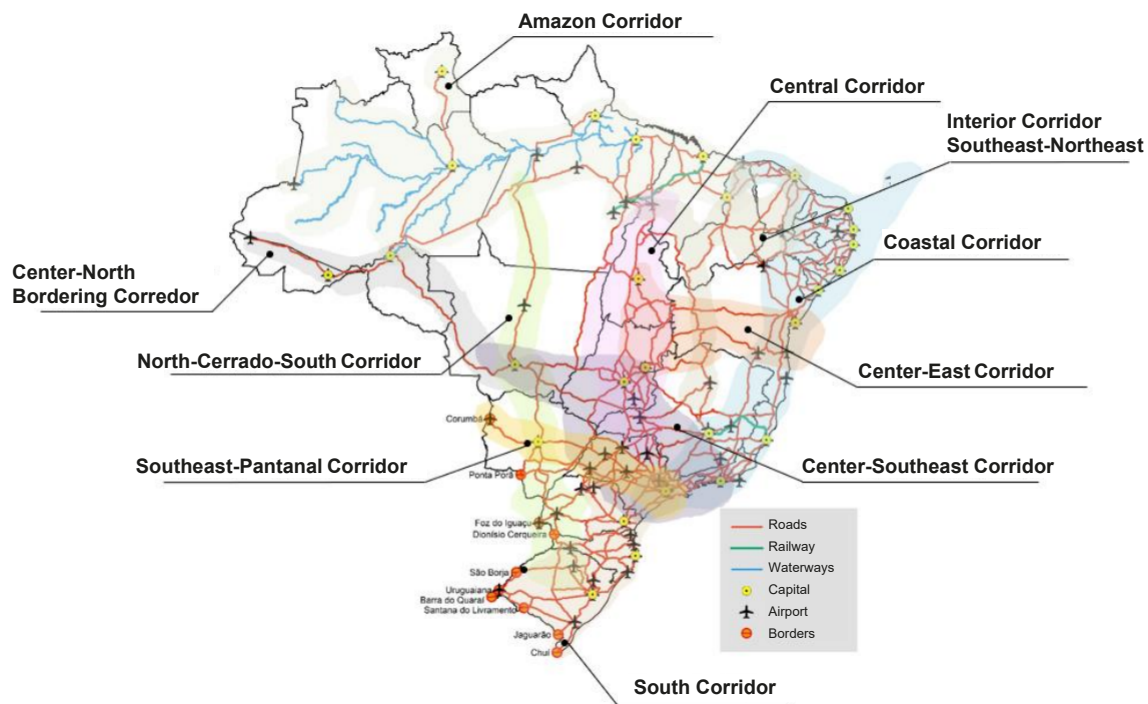 Amazon Corridor
Central Corridor
Interior Corridor
Southeast-Northeast
Coastal Corridor
Center-North
Bordering Corredor
North-Cerrado-South Corridor
Center-East Corridor
Corumbá
Southeast-Pantanal Corridor
Center-Southeast Corridor
Ponta Porã
Foz do Iguaçu
Dionísio Cerqueira
São Borja
Uruguaiana
Barra do Quaraí
Santana do Livramento
Jaguarão
Chuí
Roads
Railway
Waterways
Capital
Airport
Borders
South Corridor